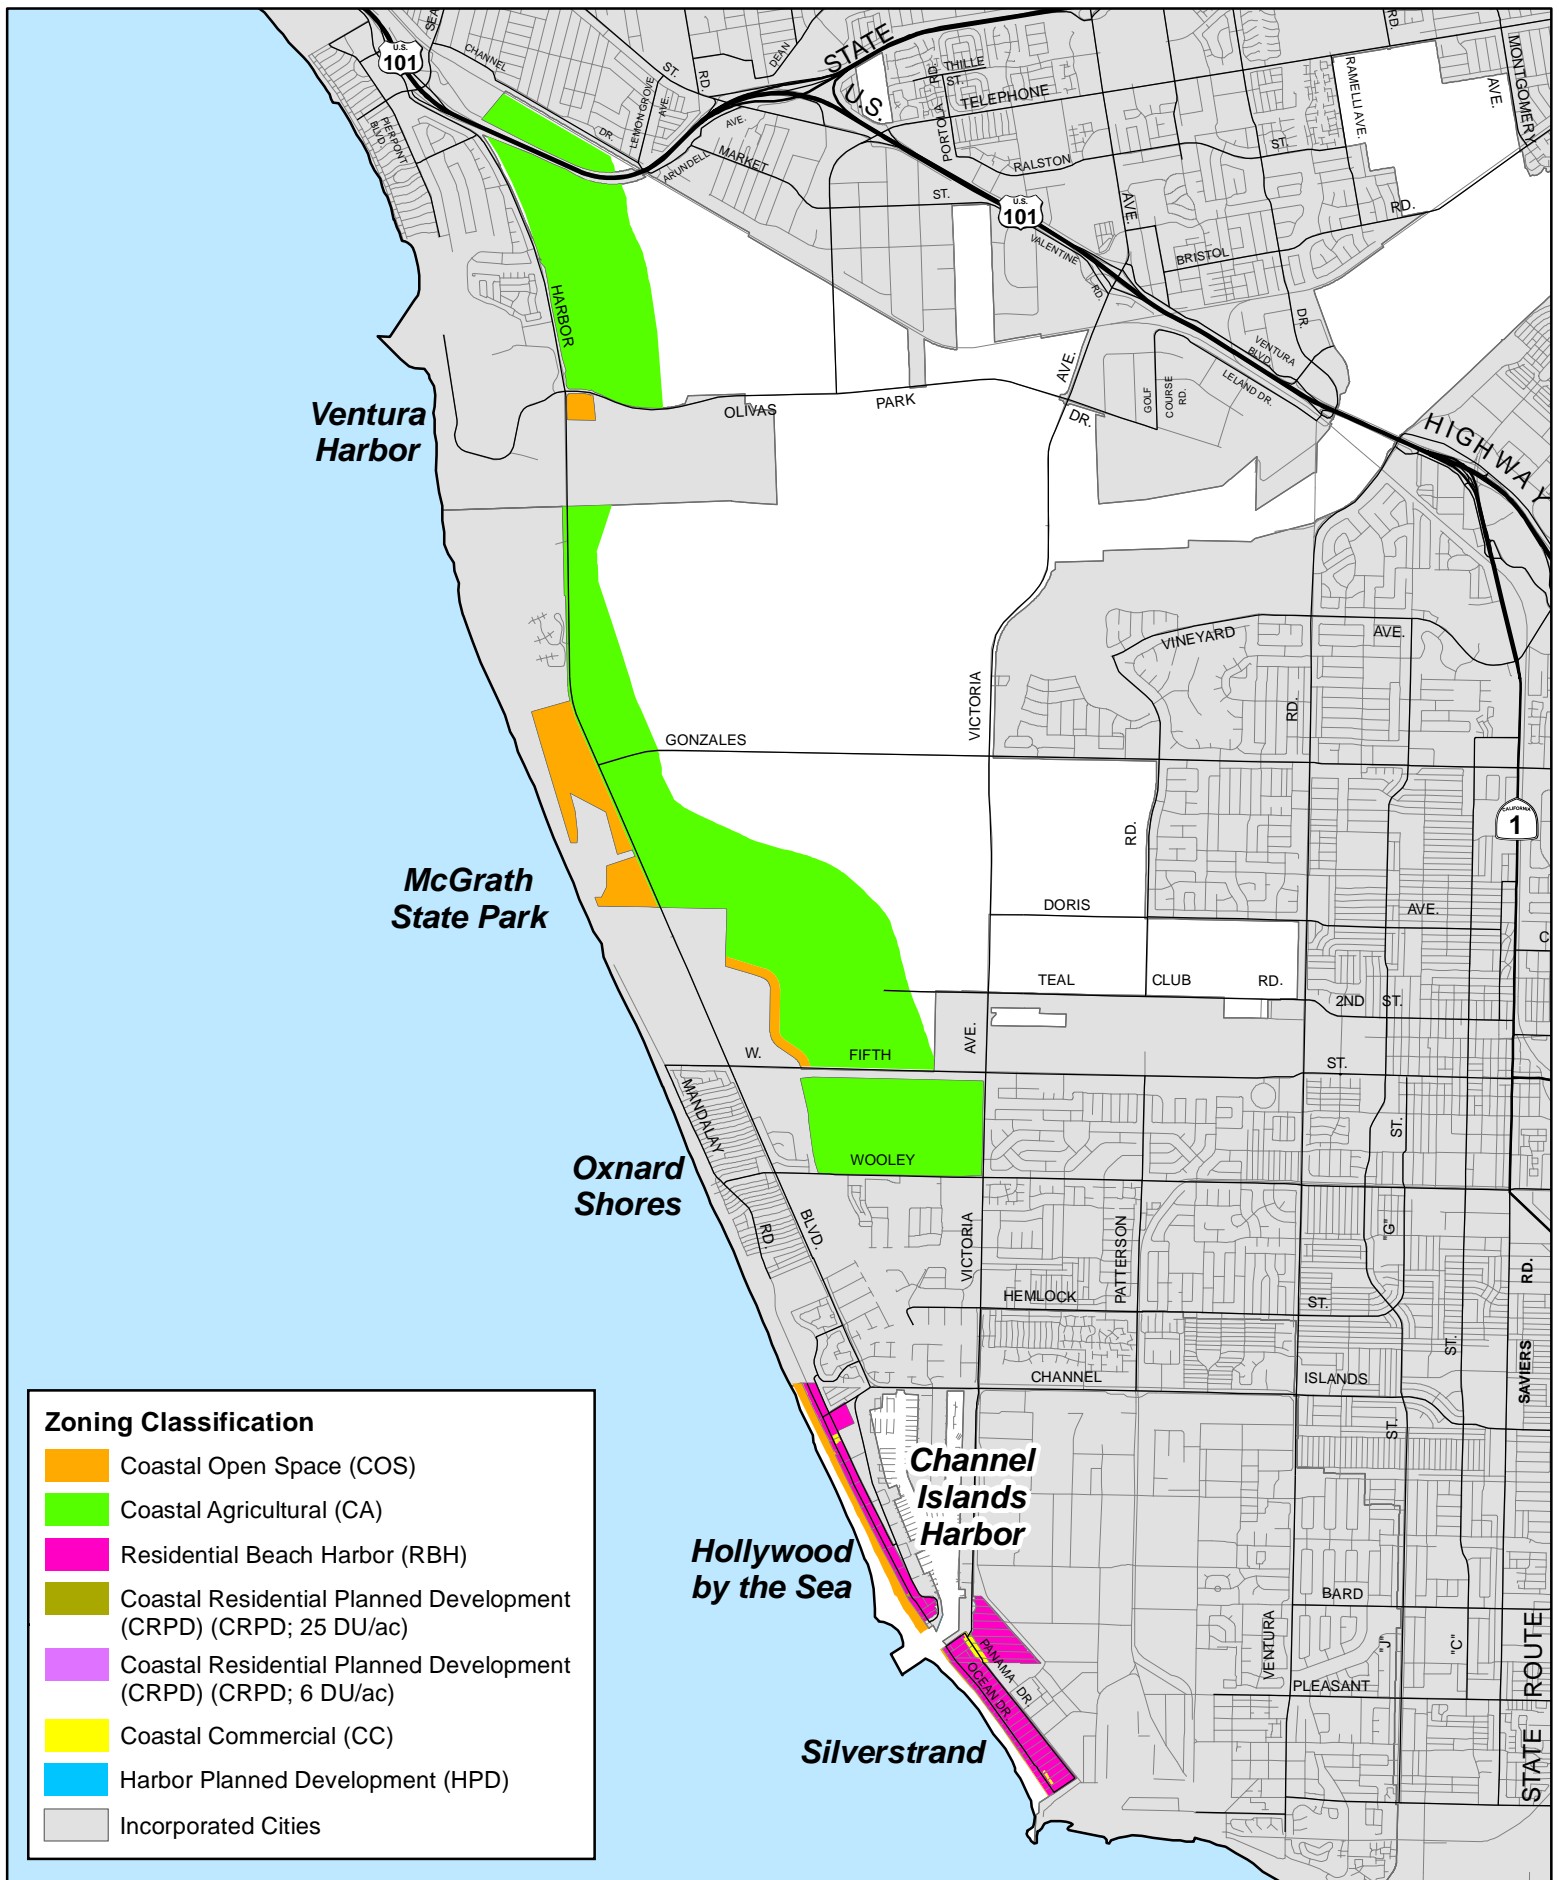 SEA
CHANNEL
DR.
ST.
RD.
DEAN
STATE
U.S.
101
PIERPONT
BLVD.
LEMON GROVE
AVE.
ARUNDELL
AVE.
MARKET
ST.
U.S.
THILLE
ST.
PORTOLA RD.
TELEPHONE
RD.
RAMELLI AVE.
AVE.
MONTGOMERY
RALSTON
ST.
AVE.
RD.
U.S.
101
VALENTINE
RD.
BRISTOL
DR.
VENTURA
BLVD.
LELAND DR.
GOLF
COURSE
RD.
HARBOR
AVE.
OLIVAS
PARK
DR.
Ventura
Harbor
HIGHWAY
VINEYARD
AVE.
VICTORIA
RD.
GONZALES
CALIFORNIA
1
RD.
McGrath
State Park
DORIS
AVE.
C
TEAL
CLUB
RD.
2ND
ST.
AVE.
W.
FIFTH
ST.
MANDALAY
RD.
WOOLEY
ST.
Oxnard
Shores
BLVD.
VICTORIA
PATTERSON
"G"
HEMLOCK
ST.
RD.
SAVIERS
ST.
CHANNEL
ISLANDS
ST.
Channel
Islands
Harbor
Hollywood
by the Sea
BARD
VENTURA
"J"
"C"
PANAMA DR.
OCEAN DR.
PLEASANT
STATE ROUTE
Silverstrand
Zoning Classification
Coastal Open Space (COS)
Coastal Agricultural (CA)
Residential Beach Harbor (RBH)
Coastal Residential Planned Development
(CRPD) (CRPD; 25 DU/ac)
Coastal Residential Planned Development
(CRPD) (CRPD; 6 DU/ac)
Coastal Commercial (CC)
Harbor Planned Development (HPD)
Incorporated Cities